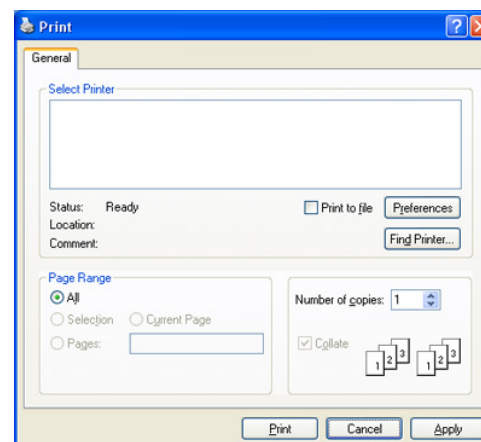 Print
General
Select Printer
Status: Ready
Location:
Comment:
Print to file
Preferences
Find Printer...
Page Range
All
Selection
Current Page
Pages:
Number of copies: 1
Collate
1 2 3 1 2 3
Print Cancel Apply